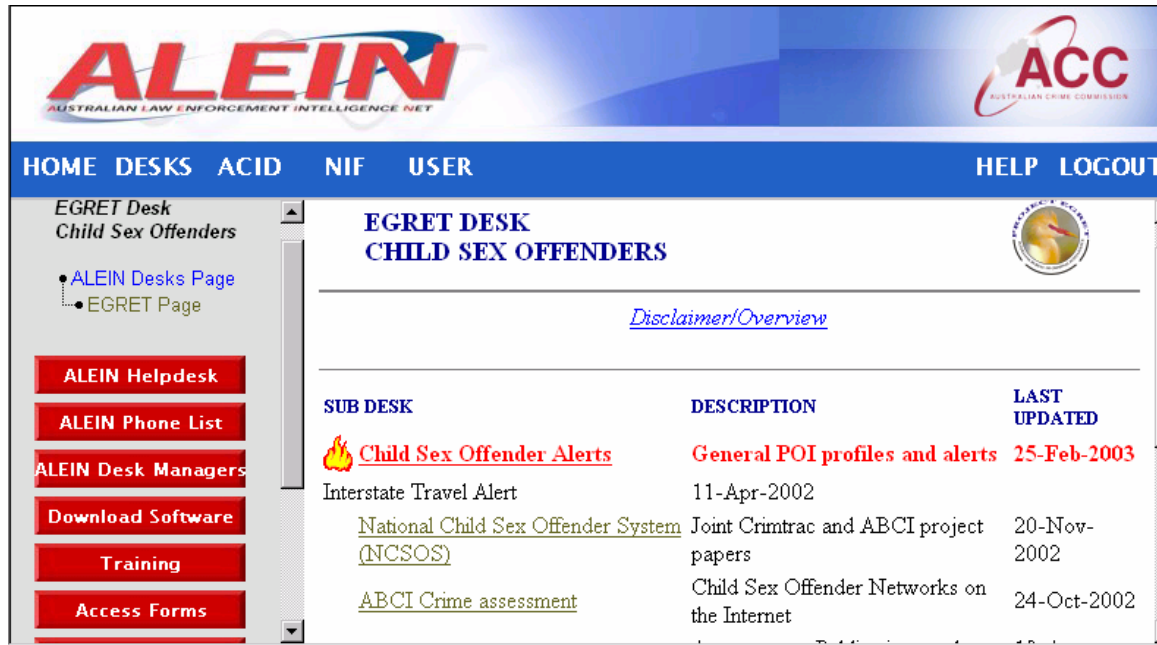 ALEIN
AUSTRALIAN LAW ENFORCEMENT INTELLIGENCE NET
ACC
AUSTRALIAN CRIME COMMISSION
HOME DESKS ACID NIF USER HELP LOGOUT
EGRET Desk
Child Sex Offenders
ALEIN Desks Page
EGRET Page
ALEIN Helpdesk
ALEIN Phone List
ALEIN Desk Managers
Download Software
Training
Access Forms
EGRET DESK
CHILD SEX OFFENDERS
PROJECT EGRET
Disclaimer/Overview
SUB DESK DESCRIPTION LAST
UPDATED
Child Sex Offender Alerts General POI profiles and alerts 25-Feb-2003
Interstate Travel Alert 11-Apr-2002
National Child Sex Offender System Joint Crimtrac and ABCI project 20-Nov-
(NCSOS) papers 2002
ABCI Crime assessment Child Sex Offender Networks on
the Internet 24-Oct-2002